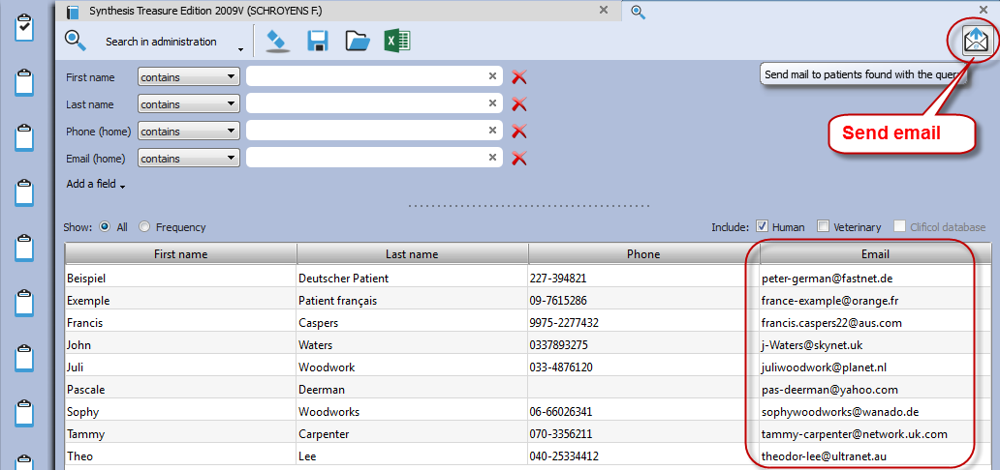 Synthesis Treasure Edition 2009V (SCHROYENS F.)
Search in administration
Send mail to patients found with the query
Send email
First name contains
Last name contains
Phone (home) contains
Email (home) contains
Add a field
Show: All Frequency Include: Human Veterinary Clificol database
First name Last name Phone Email
Beispiel Deutscher Patient 227-394821 peter-german@fastnet.de
Exemple Patient français 09-7615286 france-example@orange.fr
Francis Caspers 9975-2277432 francis.caspers22@aus.com
John Waters 0337893275 j-Waters@skynet.uk
Juli Woodwork 033-4876120 juliwoodwork@planet.nl
Pascale Deerman pas-deerman@yahoo.com
Sophy Woodworks 06-66026341 sophywoodworks@wanado.de
Tammy Carpenter 070-3356211 tammy-carpenter@network.uk.com
Theo Lee 040-25334412 theodor-lee@ultranet.au